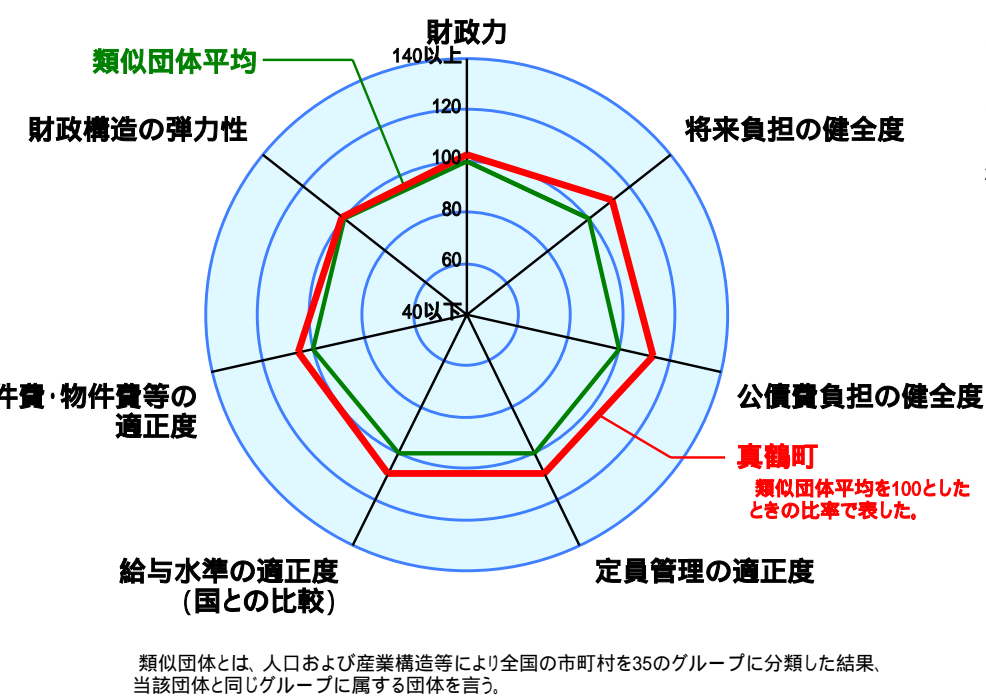 財政力
140以上
類似団体平均
120
財政構造の弾力性
将来負担の健全度
100
80
60
40以下
件費･物件費等の
適正度
公債費負担の健全度
真鶴町
類似団体平均を100とした
ときの比率で表した。
給与水準の適正度
(国との比較)
定員管理の適正度
類似団体とは、人口および産業構造等により全国の市町村を35のグループに分類した結果、
当該団体と同じグループに属する団体を言う。